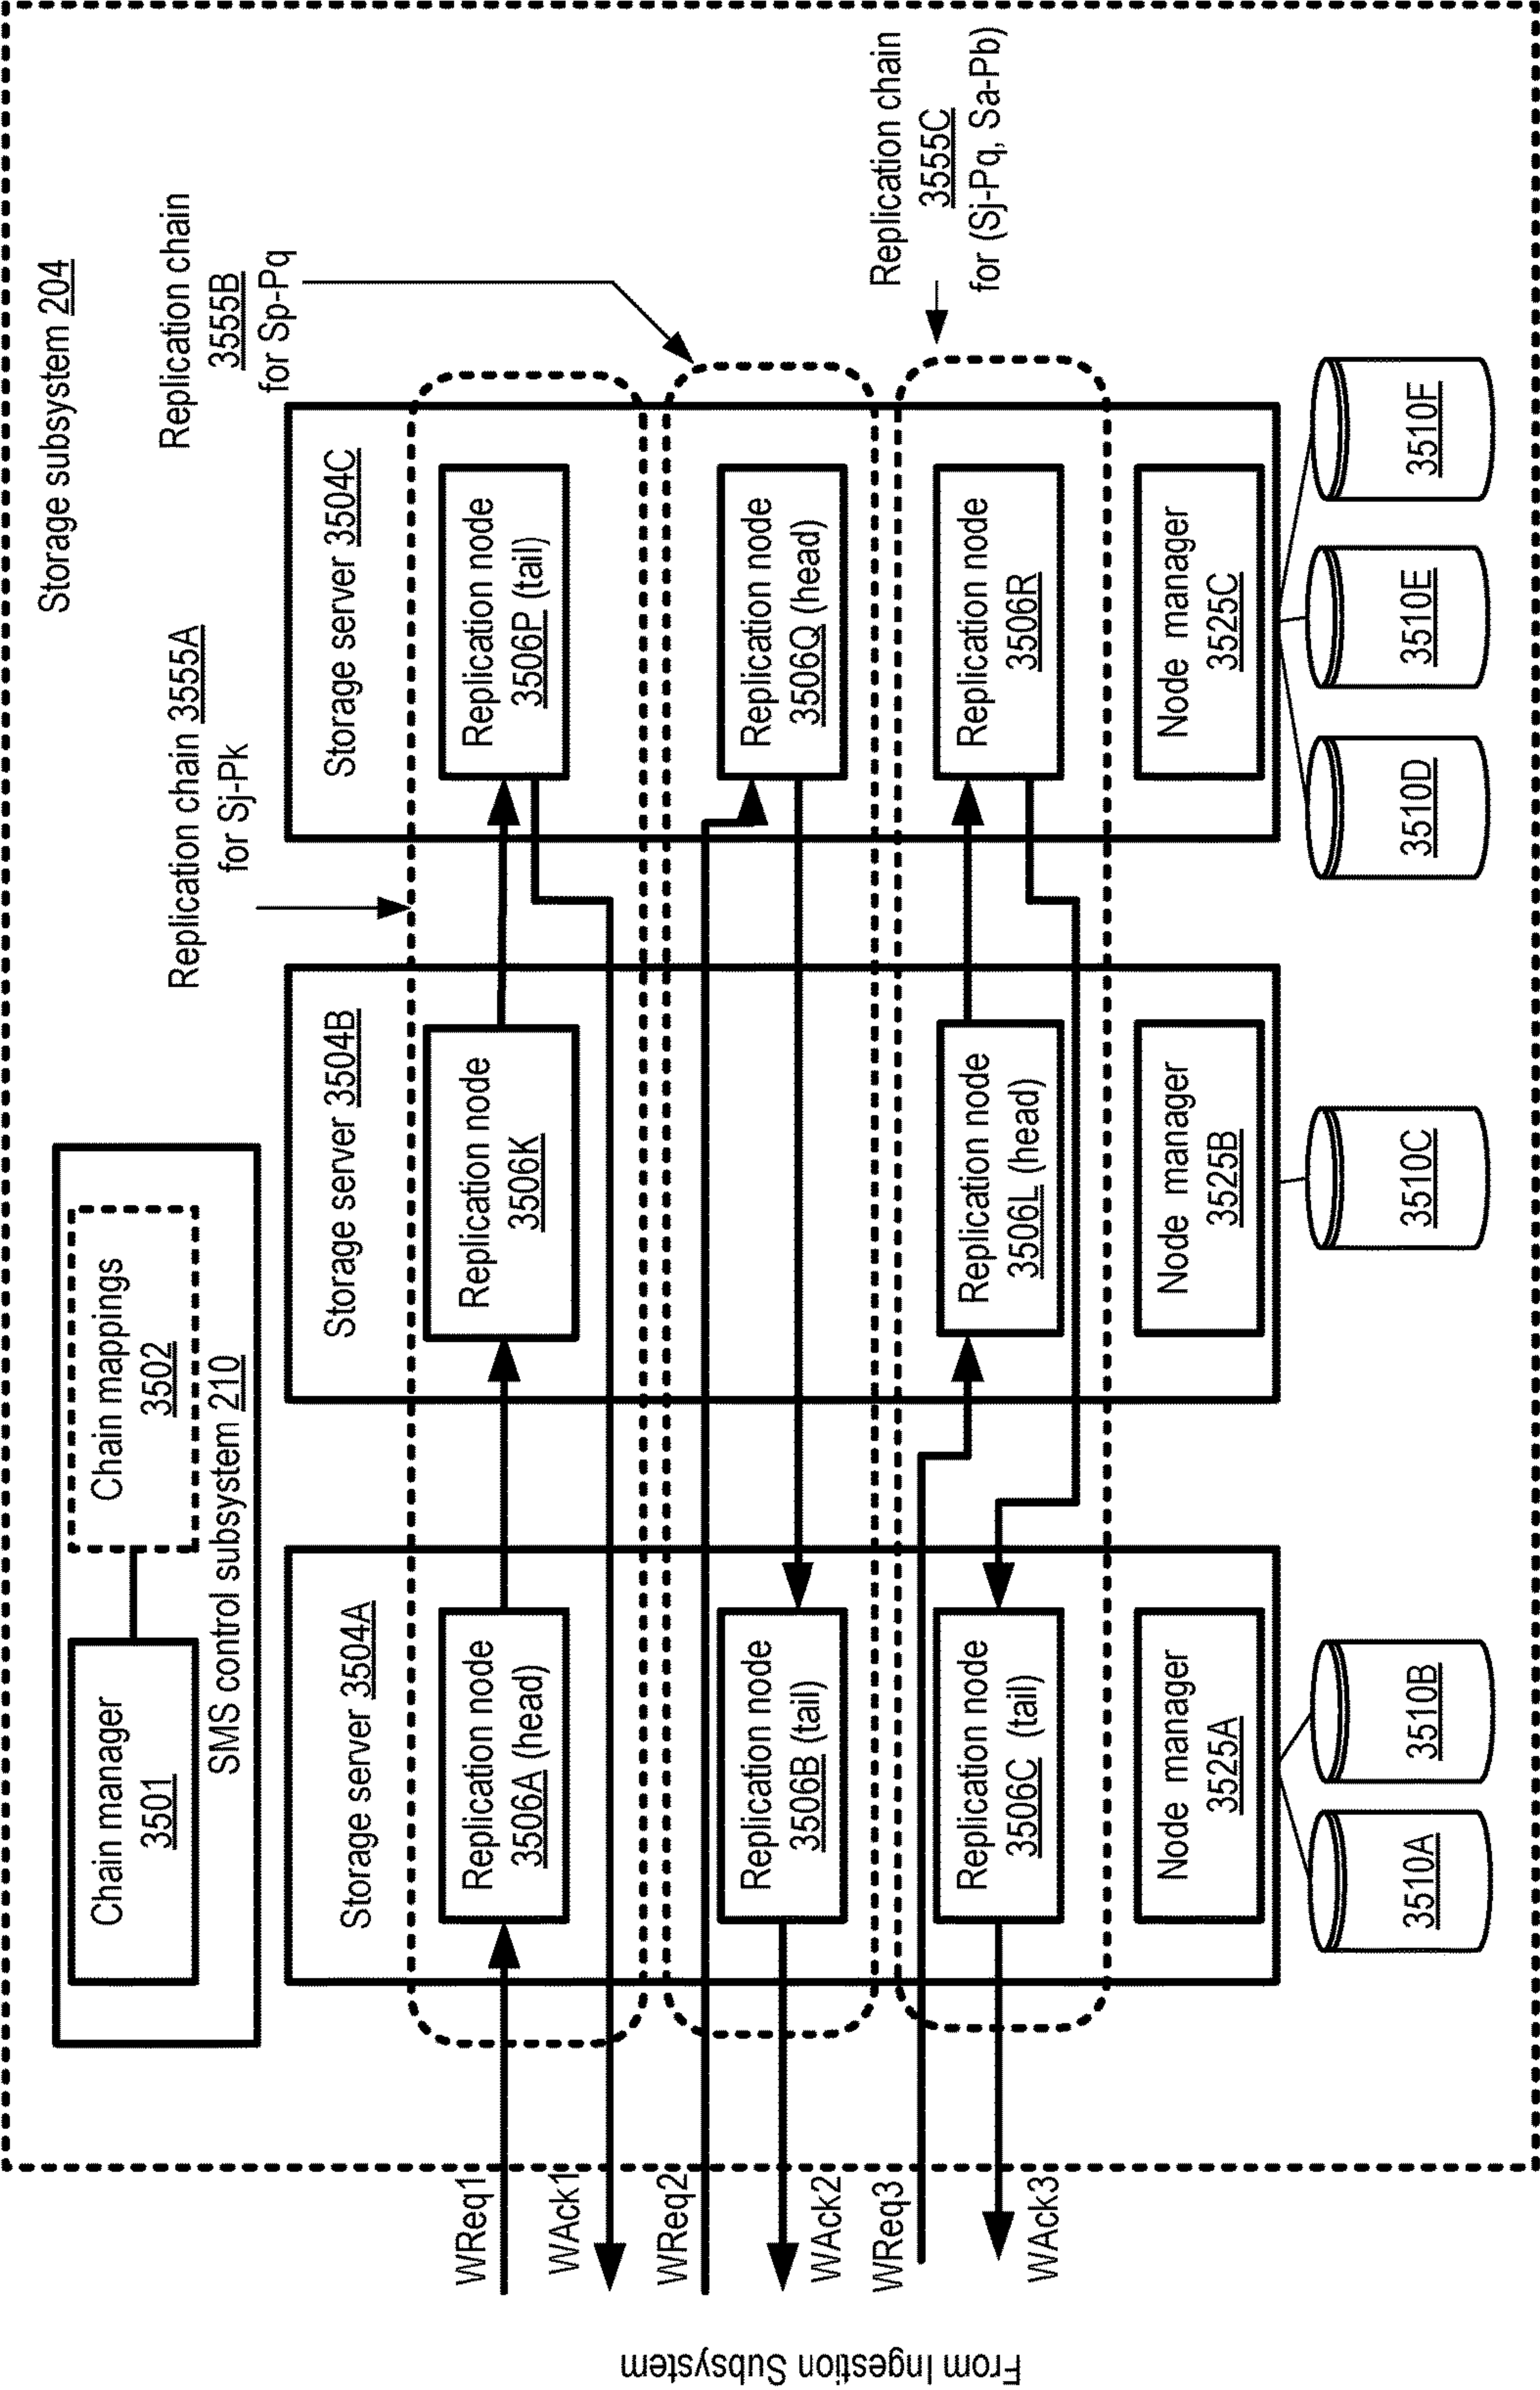 Storage subsystem 204
Chain manager
3501
Chain mappings
3502
SMS control subsystem 210
Replication chain 3555A
for Sj-Pk
Replication chain
3555B
for Sp-Pq
Replication chain
3555C
for (Sj-Pq, Sa-Pb)
Storage server 3504A
Replication node
3506A (head)
Replication node
3506B (tail)
Replication node
3506C (tail)
Node manager
3525A
3510A
3510B
Storage server 3504B
Replication node
3506K
Replication node
3506L (head)
Node manager
3525B
3510C
Storage server 3504C
Replication node
3506P (tail)
Replication node
3506Q (head)
Replication node
3506R
Node manager
3525C
3510D
3510E
3510F
WReq1
WAck1
WReq2
WAck2
WReq3
WAck3
From Ingestion Subsystem